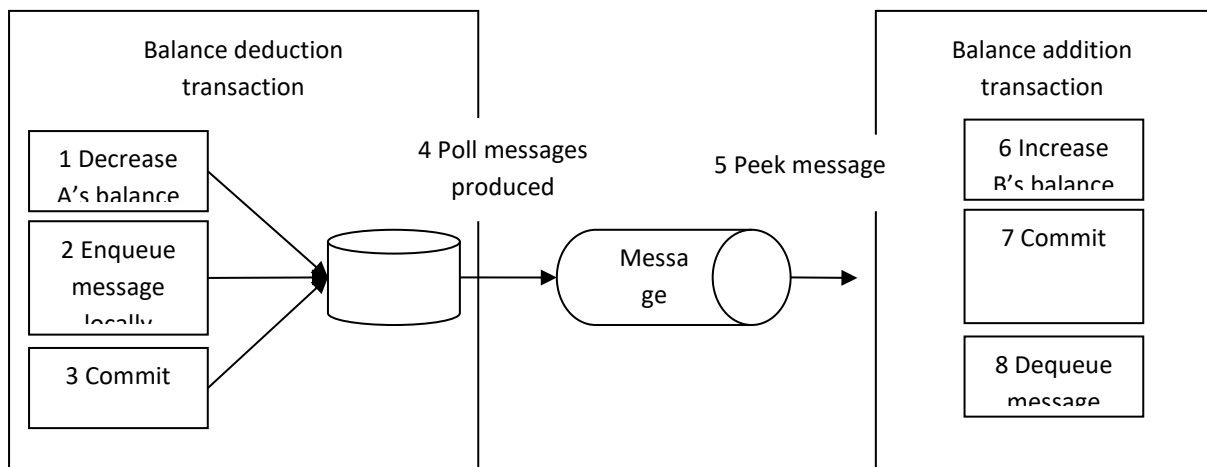 Balance deduction
transaction
1 Decrease
A’s balance
2 Enqueue
message
locally
3 Commit
4 Poll messages
produced
Messa
ge
5 Peek message
Balance addition
transaction
6 Increase
B’s balance
7 Commit
8 Dequeue
message